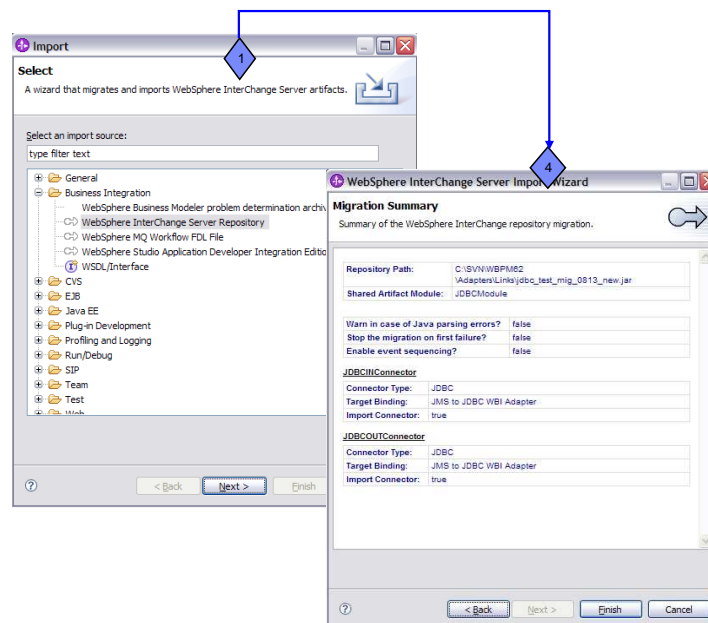 1
Import
Select
A wizard that migrates and imports WebSphere InterChange Server artifacts.
Select an import source:
type filter text
General
Business Integration
WebSphere Business Modeler problem determination archiv
WebSphere InterChange Server Repository
WebSphere MQ Workflow FDL File
WebSphere Studio Application Developer Integration Editio
WSDL/Interface
CVS
EJB
Java EE
Plug-in Development
Profiling and Logging
Run/Debug
SIP
Team
Test
Web
? < Back Next > Finish
4
WebSphere InterChange Server Import Wizard
Migration Summary
Summary of the WebSphere InterChange repository migration.
Repository Path: C:\SVN\WBPM62
\Adapters\Links\jdbc_test_mig_0813_new.jar
Shared Artifact Module: JDBCModule
Warn in case of Java parsing errors? false
Stop the migration on first failure? false
Enable event sequencing? false
JDBCINConnector
Connector Type: JDBC
Target Binding: JMS to JDBC WBI Adapter
Import Connector: true
JDBCOUTConnector
Connector Type: JDBC
Target Binding: JMS to JDBC WBI Adapter
Import Connector: true
? < Back Next > Finish Cancel